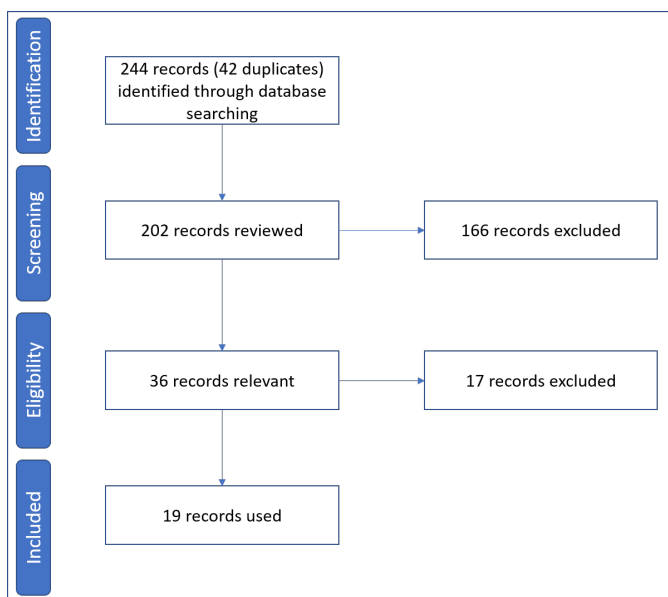 Identification
244 records (42 duplicates)
identified through database
searching
Screening
202 records reviewed
166 records excluded
Eligibility
36 records relevant
17 records excluded
Included
19 records used